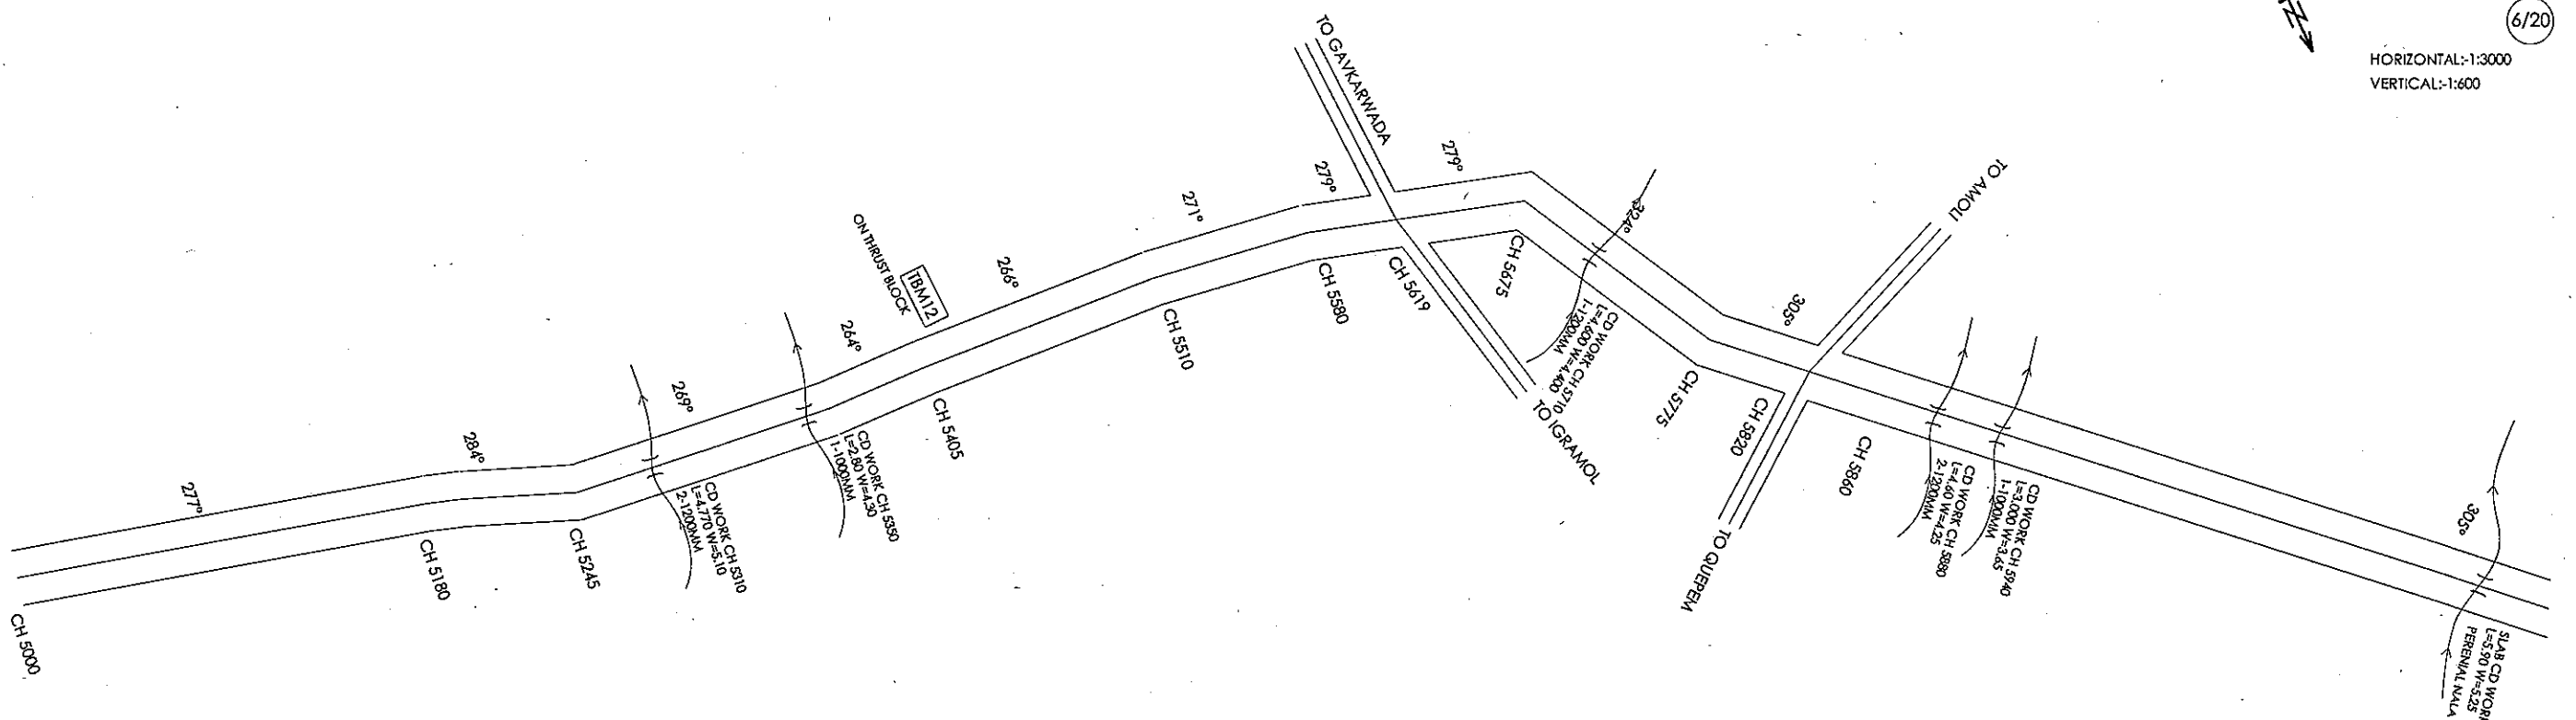 6/20
HORIZONTAL:-1:3000
VERTICAL:-1:600
N
TO GAVKARWADA
TO AMOLI
279°
279°
324°
305°
271°
266°
ON THRUST BLOCK
TBM12
264°
269°
284°
277°
305°
CH 5000
CH 5180
CH 5245
CD WORK CH 5310
L=4.770 W=5.10
2-1200MM
CD WORK CH 5350
L=2.80 W=4.30
1-1000MM
CH 5405
CH 5510
CH 5580
CH 5619
CH 5675
CD WORK CH 5710
L=4.600 W=4.400
1-1200MM
TO IGRAMOL
CH 5775
CH 5820
TO QUEPEM
CH 5860
CD WORK CH 5880
L=4.60 W=4.25
2-1200MM
CD WORK CH 5940
L=3.000 W=3.65
1-1000MM
SLAB CD WOR
L=5.90 W=5.25
PERENIAL NALA